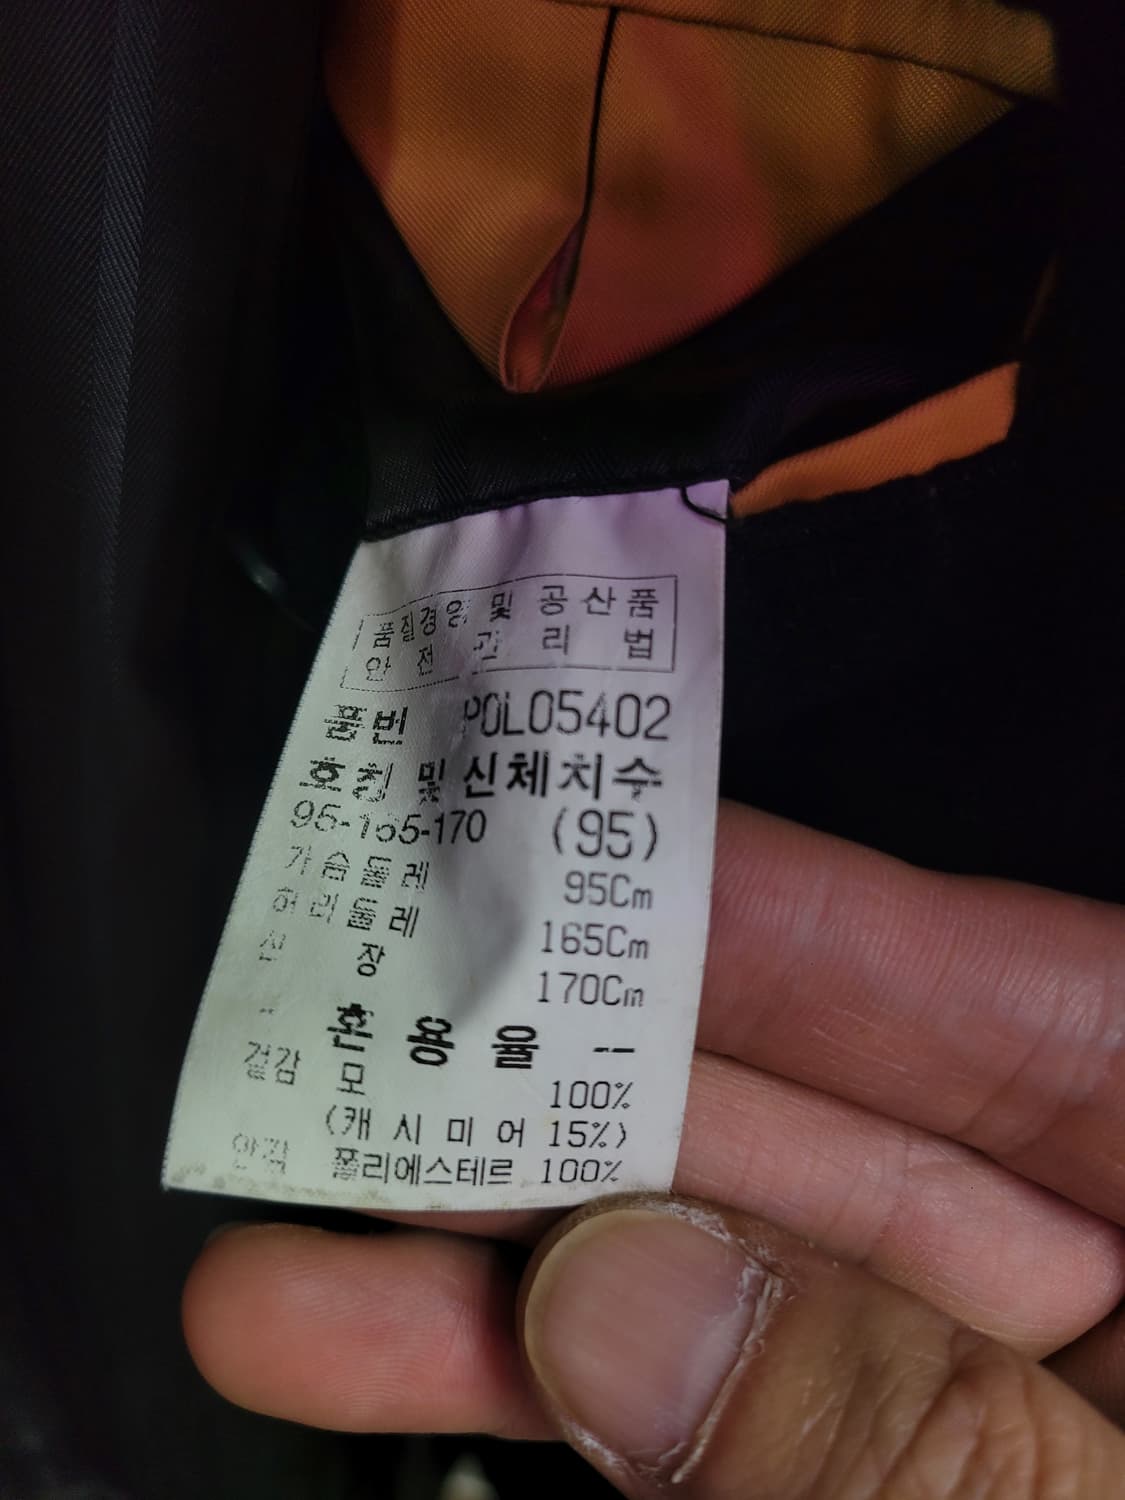 품질경영 및 공산품
안전관리법
품번 POL05402
호칭 및 신체치수
95-165-170 (95)
가슴둘레 95Cm
허리둘레 165Cm
신장 170Cm
혼용율 --
겉감 모 100%
(캐시미어 15%)
안감 폴리에스테르 100%